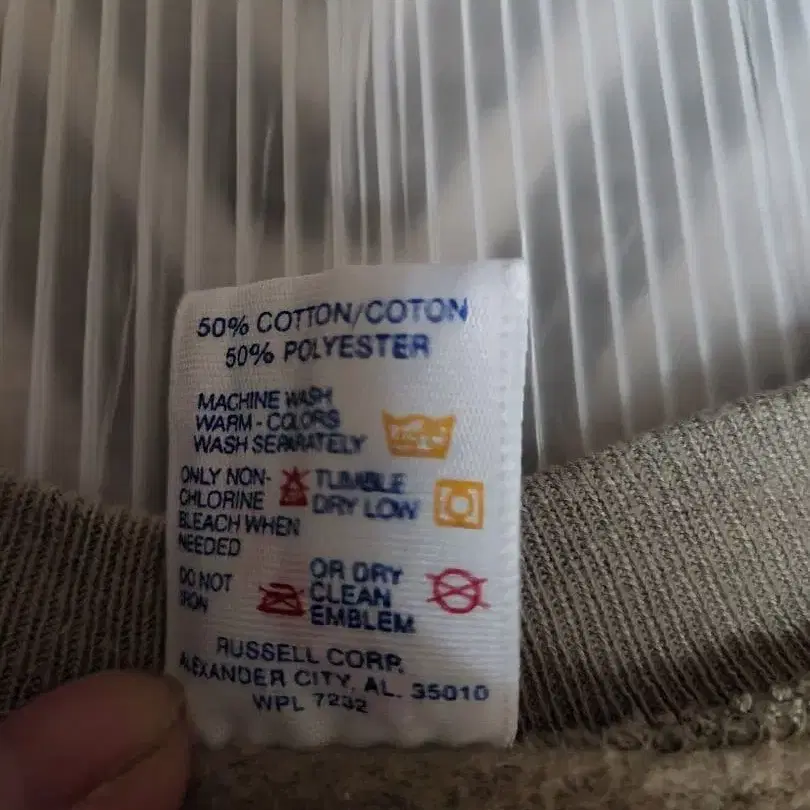 50% COTTON/COTON
50% POLYESTER
MACHINE WASH
WARM - COLORS
WASH SEPARATELY
ONLY NON-
CHLORINE
BLEACH WHEN
NEEDED
TUMBLE
DRY LOW
DO NOT
IRON
OR DRY
CLEAN
EMBLEM
RUSSELL CORP.
ALEXANDER CITY, AL. 35010
WPL 7232